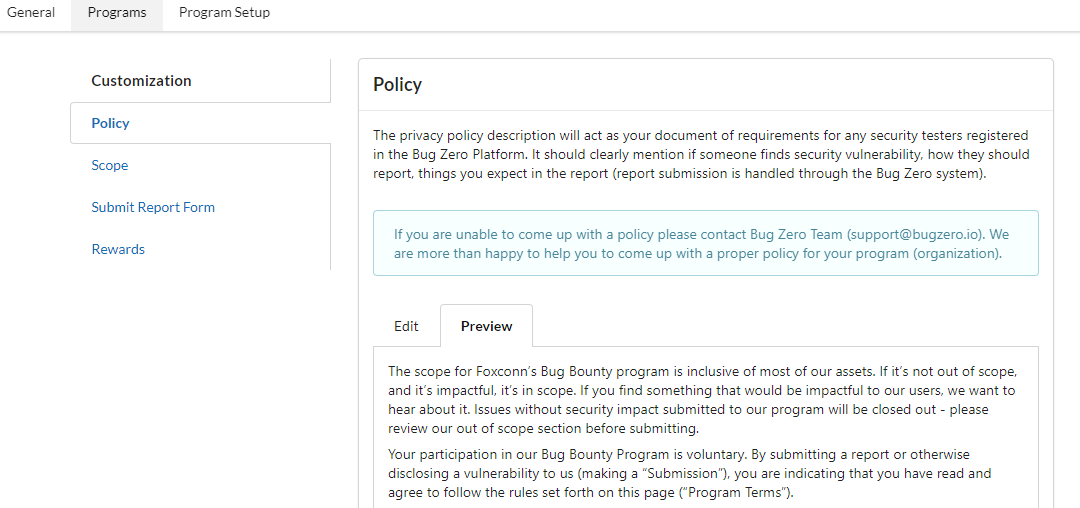 General Programs Program Setup
Customization
Policy
Scope
Submit Report Form
Rewards
Policy
The privacy policy description will act as your document of requirements for any security testers registered
in the Bug Zero Platform. It should clearly mention if someone finds security vulnerability, how they should
report, things you expect in the report (report submission is handled through the Bug Zero system).
If you are unable to come up with a policy please contact Bug Zero Team (support@bugzero.io). We
are more than happy to help you to come up with a proper policy for your program (organization).
Edit Preview
The scope for Foxconn’s Bug Bounty program is inclusive of most of our assets. If it’s not out of scope,
and it’s impactful, it’s in scope. If you find something that would be impactful to our users, we want to
hear about it. Issues without security impact submitted to our program will be closed out - please
review our out of scope section before submitting.
Your participation in our Bug Bounty Program is voluntary. By submitting a report or otherwise
disclosing a vulnerability to us (making a “Submission”), you are indicating that you have read and
agree to follow the rules set forth on this page (“Program Terms”).